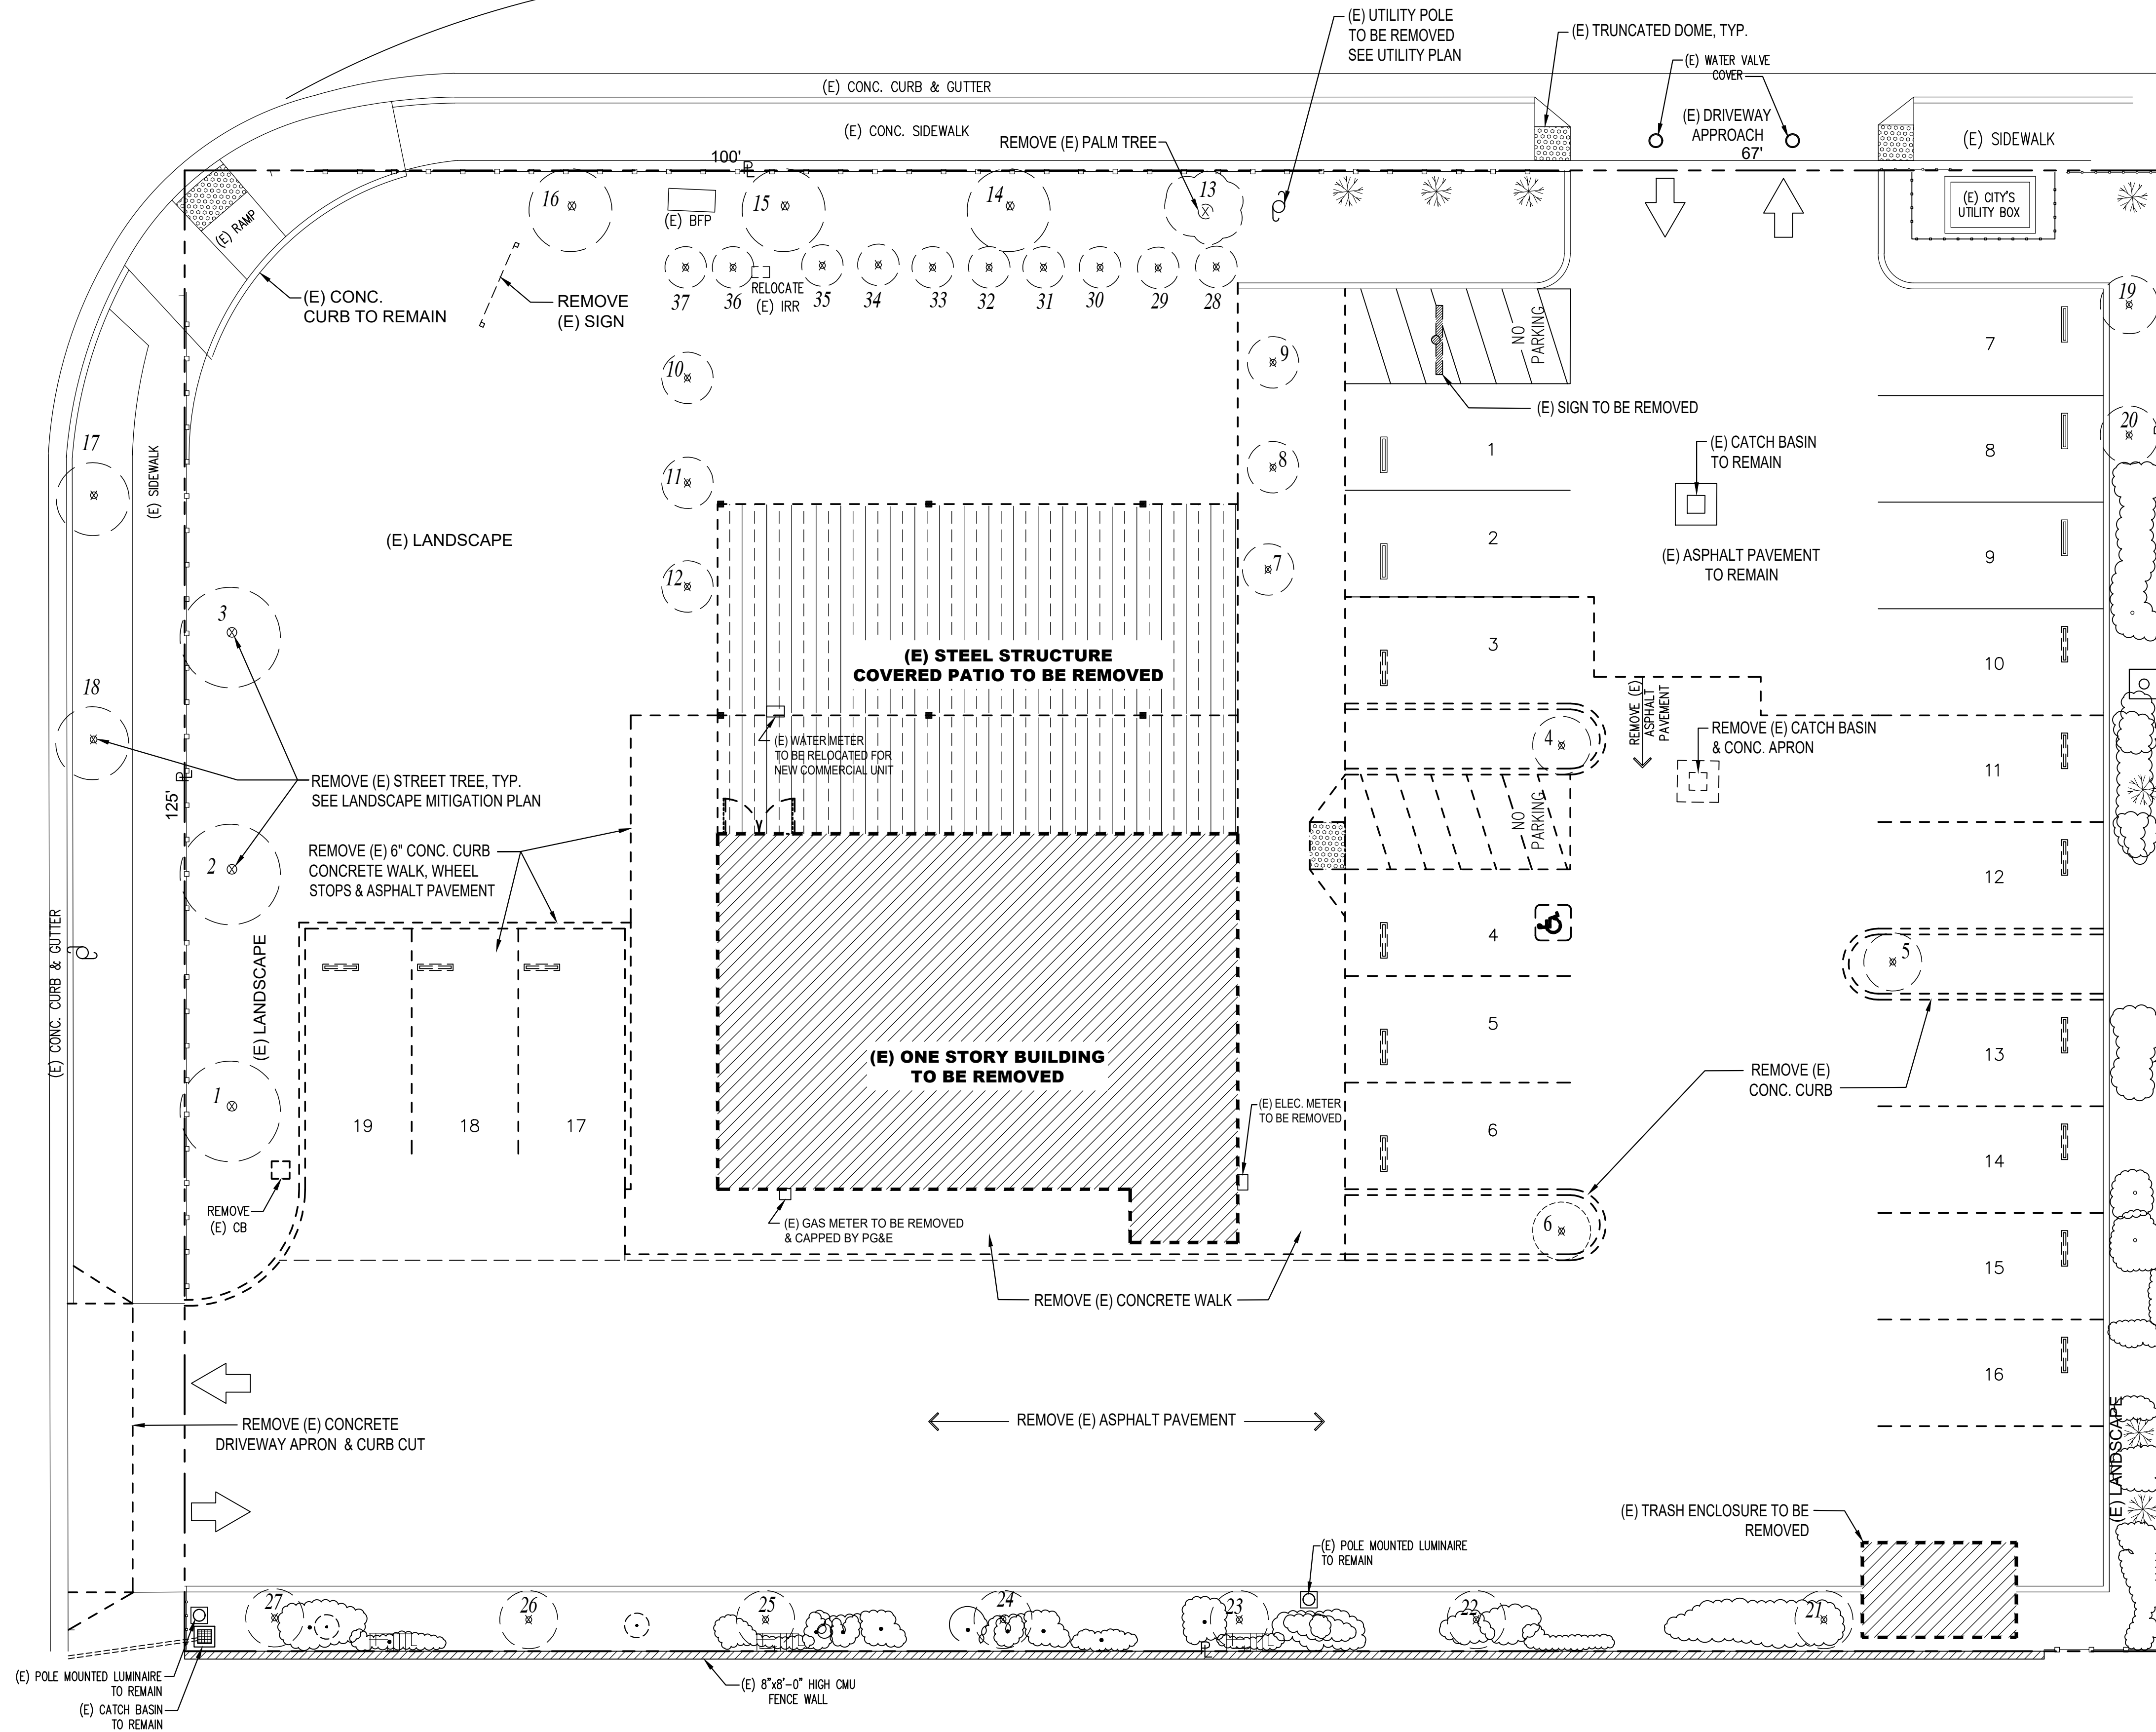 (E) UTILITY POLE
TO BE REMOVED
SEE UTILITY PLAN
(E) TRUNCATED DOME, TYP.
(E) WATER VALVE
COVER
(E) CONC. CURB & GUTTER
(E) CONC. SIDEWALK
REMOVE (E) PALM TREE
(E) DRIVEWAY
APPROACH
67'
(E) SIDEWALK
100'
PL
16
(E) BFP
15
14
13
(E) CITY'S
UTILITY BOX
(E) RAMP
(E) CONC.
CURB TO REMAIN
REMOVE
(E) SIGN
37
36
RELOCATE
(E) IRR
35
34
33
32
31
30
29
28
19
NO
PARKING
7
10
9
(E) SIGN TO BE REMOVED
17
(E) SIDEWALK
11
8
1
(E) CATCH BASIN
TO REMAIN
8
20
(E) LANDSCAPE
12
7
2
(E) ASPHALT PAVEMENT
TO REMAIN
9
3
(E) STEEL STRUCTURE
COVERED PATIO TO BE REMOVED
3
10
18
REMOVE (E)
ASPHALT
PAVEMENT
4
REMOVE (E) CATCH BASIN
& CONC. APRON
(E) WATER METER
TO BE RELOCATED FOR
NEW COMMERCIAL UNIT
11
REMOVE (E) STREET TREE, TYP.
SEE LANDSCAPE MITIGATION PLAN
PL
125'
NO
PARKING
REMOVE (E) 6" CONC. CURB
CONCRETE WALK, WHEEL
STOPS & ASPHALT PAVEMENT
2
12
(E) CONC. CURB & GUTTER
(E) LANDSCAPE
4
5
5
(E) ONE STORY BUILDING
TO BE REMOVED
13
REMOVE (E)
CONC. CURB
1
19
18
17
(E) ELEC. METER
TO BE REMOVED
6
14
REMOVE
(E) CB
(E) GAS METER TO BE REMOVED
& CAPPED BY PG&E
6
15
REMOVE (E) CONCRETE WALK
16
REMOVE (E) CONCRETE
DRIVEWAY APRON & CURB CUT
REMOVE (E) ASPHALT PAVEMENT
(E) LANDSCAPE
(E) TRASH ENCLOSURE TO BE
REMOVED
(E) POLE MOUNTED LUMINAIRE
TO REMAIN
27
26
25
24
23
22
21
PL
(E) POLE MOUNTED LUMINAIRE
TO REMAIN
(E) CATCH BASIN
TO REMAIN
(E) 8"x8'-0" HIGH CMU
FENCE WALL